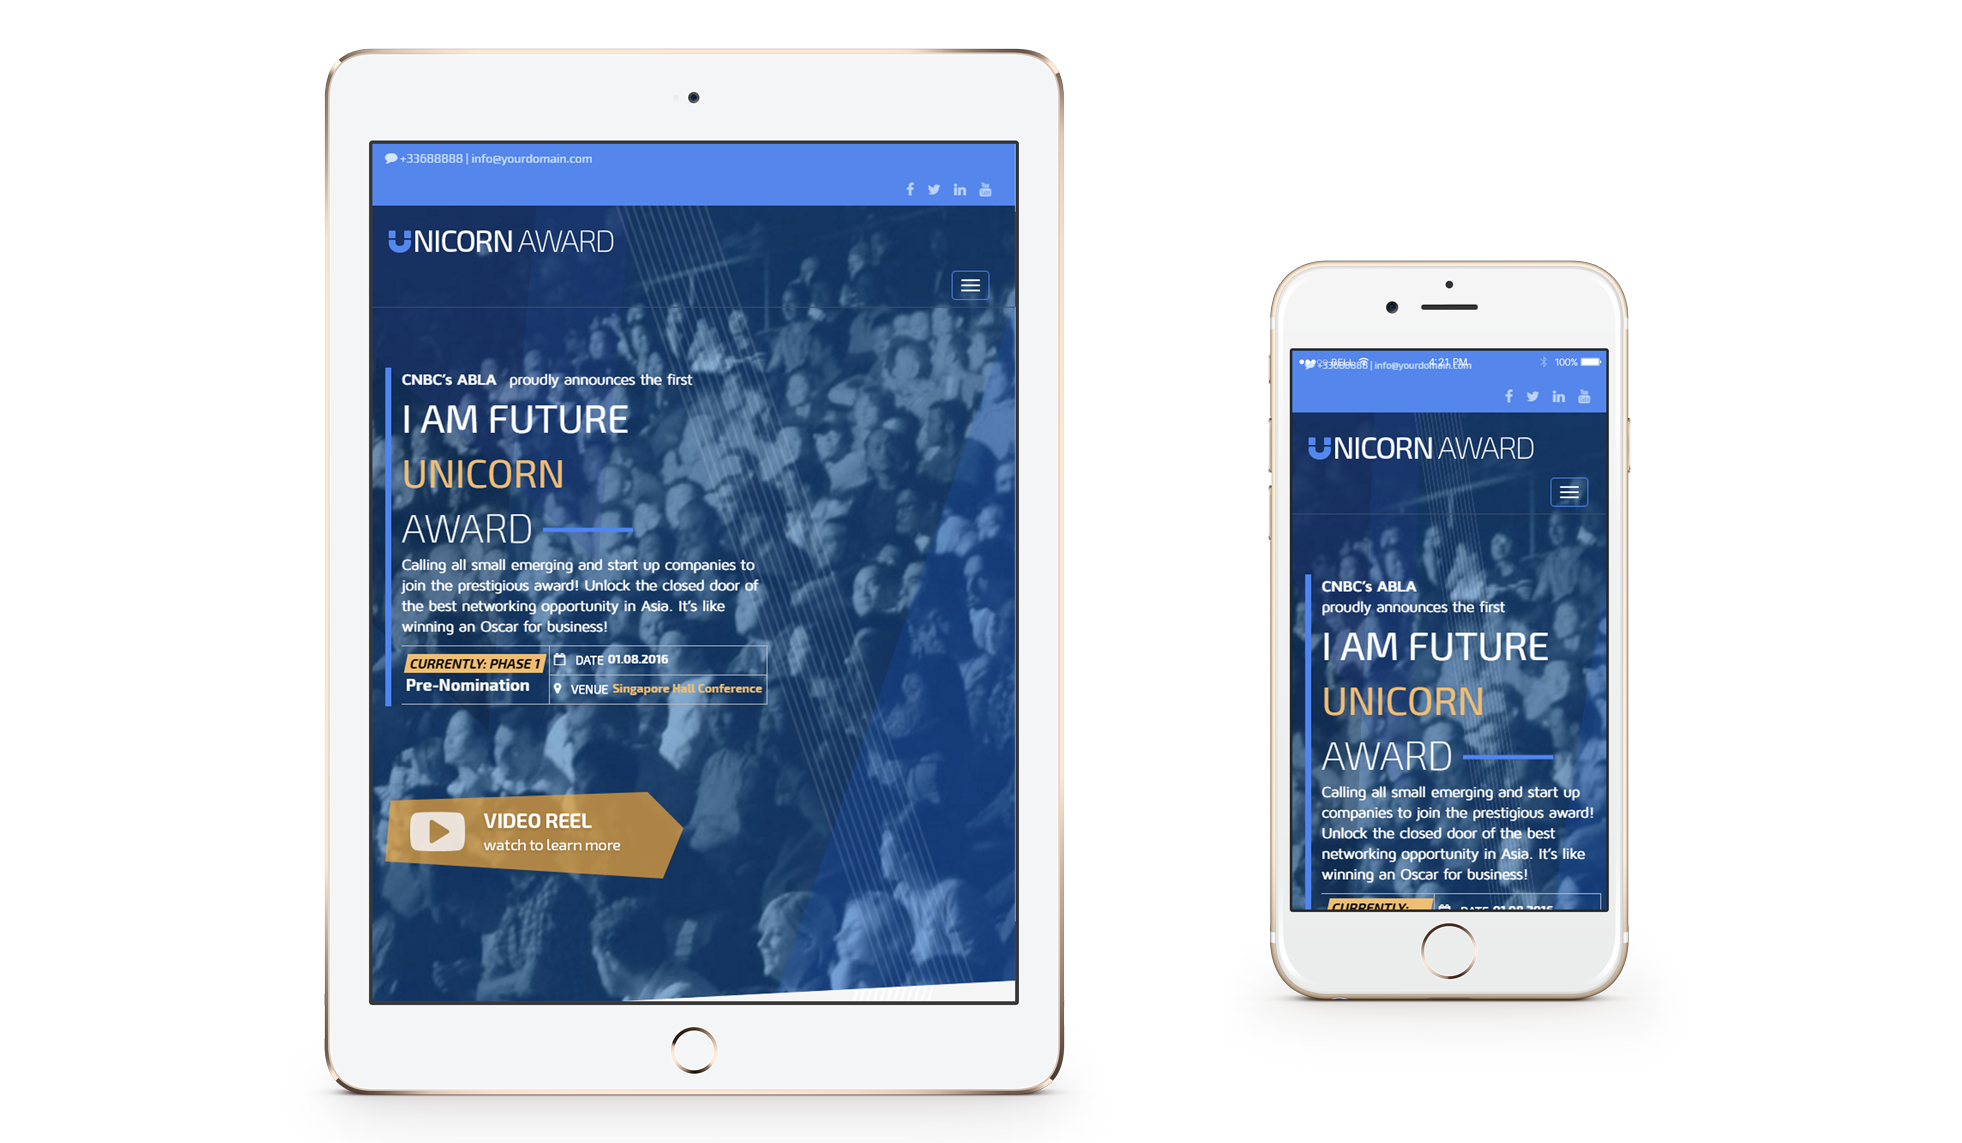 +33688888 | info@yourdomain.com
UNICORN AWARD
CNBC's ABLA proudly announces the first
I AM FUTURE
UNICORN
AWARD
Calling all small emerging and start up companies to
join the prestigious award! Unlock the closed door of
the best networking opportunity in Asia. It's like
winning an Oscar for business!
CURRENTLY: PHASE 1
Pre-Nomination
DATE 01.08.2016
VENUE Singapore Hall Conference
VIDEO REEL
watch to learn more
BELL 4:21 PM 100%
+33688888 | info@yourdomain.com
UNICORN AWARD
CNBC's ABLA
proudly announces the first
I AM FUTURE
UNICORN
AWARD
Calling all small emerging and start up
companies to join the prestigious award!
Unlock the closed door of the best
networking opportunity in Asia. It's like
winning an Oscar for business!
CURRENTLY:
DATE 01.08.2016